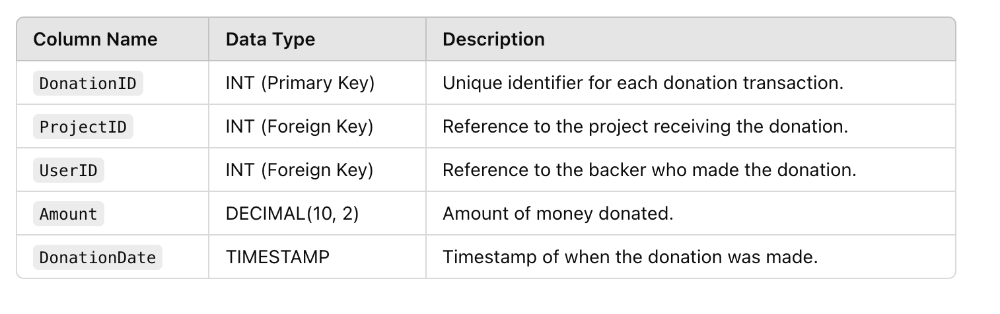 Column Name Data Type Description
DonationID INT (Primary Key) Unique identifier for each donation transaction.
ProjectID INT (Foreign Key) Reference to the project receiving the donation.
UserID INT (Foreign Key) Reference to the backer who made the donation.
Amount DECIMAL(10, 2) Amount of money donated.
DonationDate TIMESTAMP Timestamp of when the donation was made.